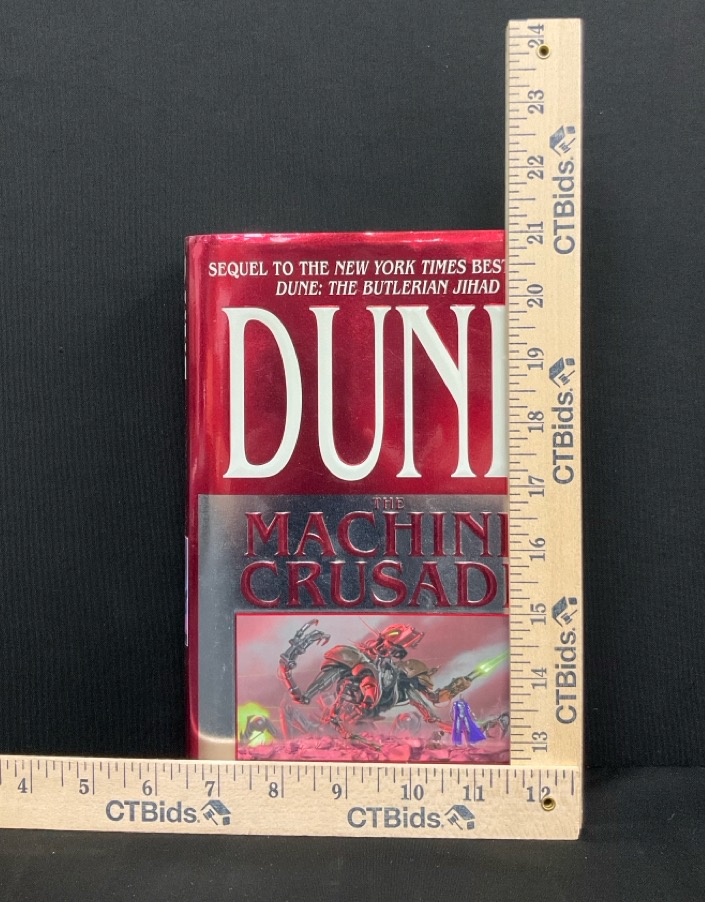 SEQUEL TO THE NEW YORK TIMES BEST
DUNE: THE BUTLERIAN JIHAD
DUN
THE
MACHIN
CRUSAD
24
23
22
21
20
19
18
17
16
15
14
13
CTBids.
CTBids.
CTBids.
4 5 6 7 8 9 10 11 12
CTBids. CTBids.